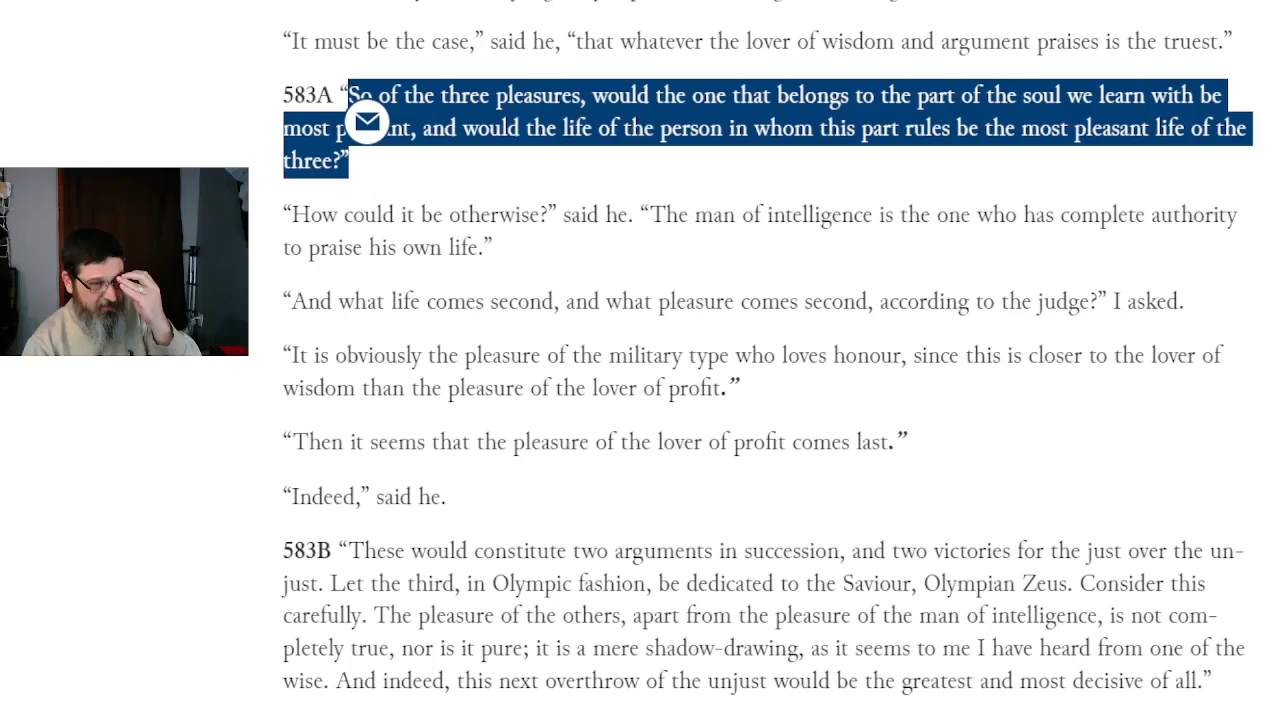 “It must be the case,” said he, “that whatever the lover of wisdom and argument praises is the truest.”
583A “So of the three pleasures, would the one that belongs to the part of the soul we learn with be
most p nt, and would the life of the person in whom this part rules be the most pleasant life of the
three?”
“How could it be otherwise?” said he. “The man of intelligence is the one who has complete authority
to praise his own life.”
“And what life comes second, and what pleasure comes second, according to the judge?” I asked.
“It is obviously the pleasure of the military type who loves honour, since this is closer to the lover of
wisdom than the pleasure of the lover of profit.”
“Then it seems that the pleasure of the lover of profit comes last.”
“Indeed,” said he.
583B “These would constitute two arguments in succession, and two victories for the just over the un-
just. Let the third, in Olympic fashion, be dedicated to the Saviour, Olympian Zeus. Consider this
carefully. The pleasure of the others, apart from the pleasure of the man of intelligence, is not com-
pletely true, nor is it pure; it is a mere shadow-drawing, as it seems to me I have heard from one of the
wise. And indeed, this next overthrow of the unjust would be the greatest and most decisive of all.”